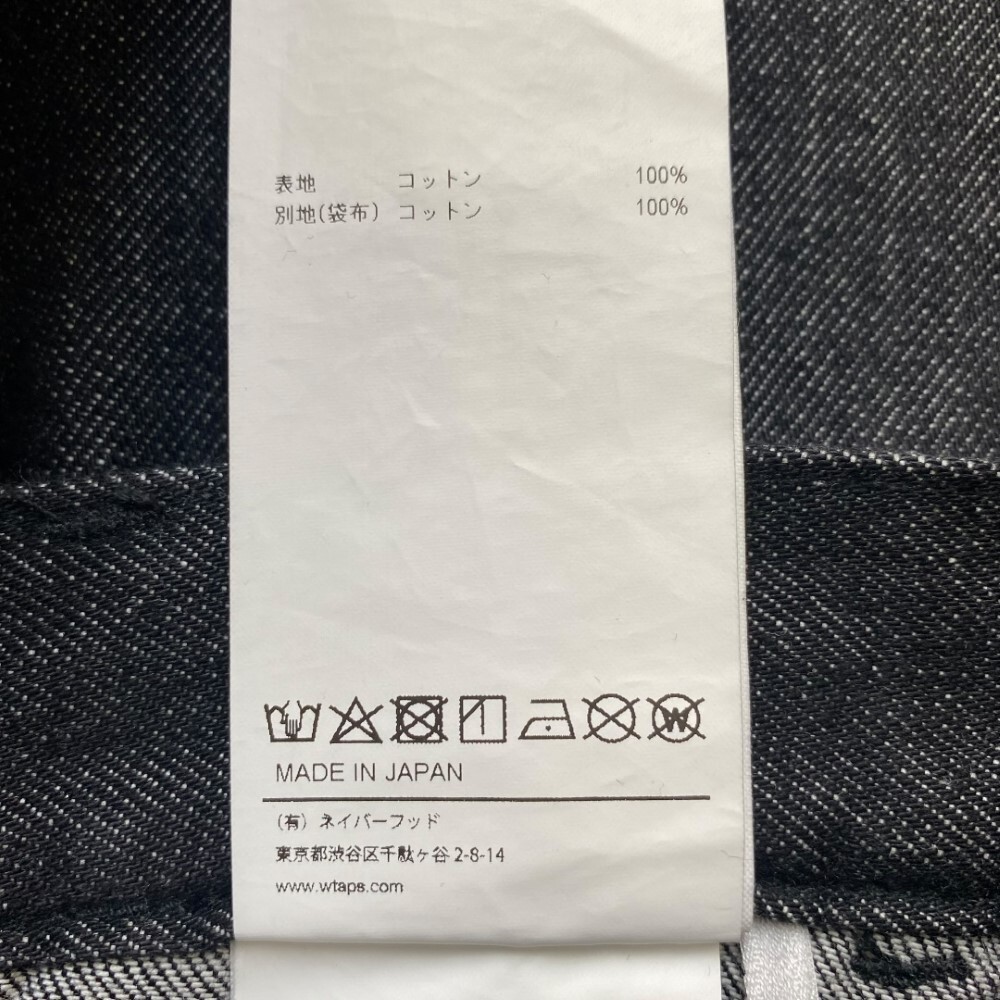 表地 コットン 100%
別地(袋布) コットン 100%
MADE IN JAPAN
(有) ネイバーフッド
東京都渋谷区千駄ヶ谷 2-8-14
www.wtaps.com